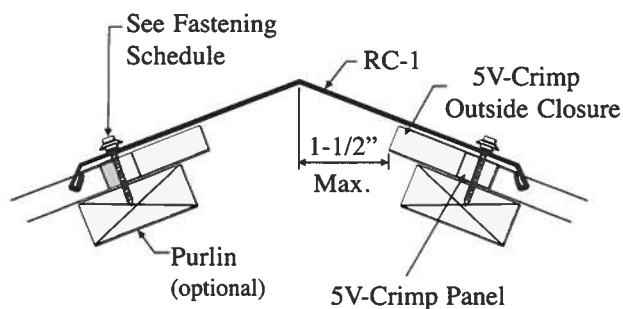 See Fastening
Schedule
RC-1
5V-Crimp
Outside Closure
1-1/2”
Max.
Purlin
(optional)
5V-Crimp Panel